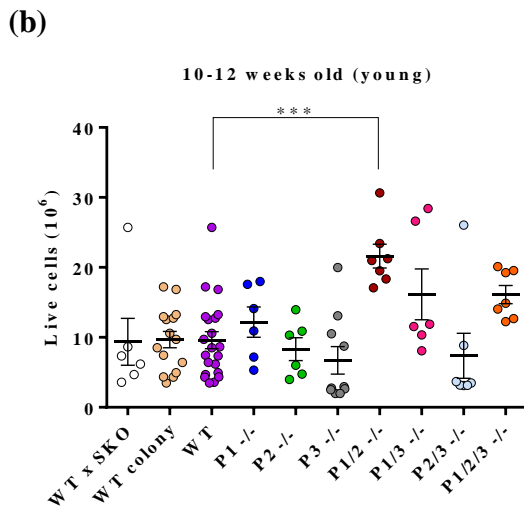 (b)
10-12 weeks old (young)
***
Live cells (10⁶)
40
30
20
10
0
WT x SKO
WT colony
WT
P1 -/-
P2 -/-
P3 -/-
P1/2 -/-
P1/3 -/-
P2/3 -/-
P1/2/3 -/-